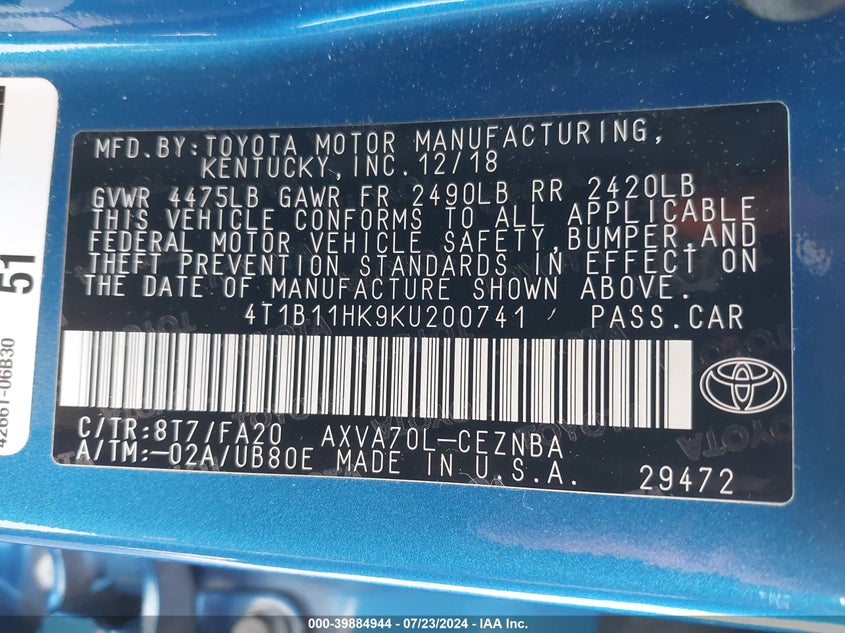 MFD.BY:TOYOTA MOTOR MANUFACTURING,
KENTUCKY,INC.12/18
GVWR 4475LB GAWR FR 2490LB RR 2420LB
THIS VEHICLE CONFORMS TO ALL APPLICABLE
FEDERAL MOTOR VEHICLE SAFETY,BUMPER,AND
THEFT PREVENTION STANDARDS IN EFFECT ON
THE DATE OF MANUFACTURE SHOWN ABOVE.
4T1B11HK9KU200741 PASS.CAR
C/TR:8T7/FA20 AXVA70L-CEZNBA
A/TM:-02A/UB80E MADE IN U.S.A. 29472
51
42661-06B30
000-39884944 / 07/23/2024 / IAA Inc.